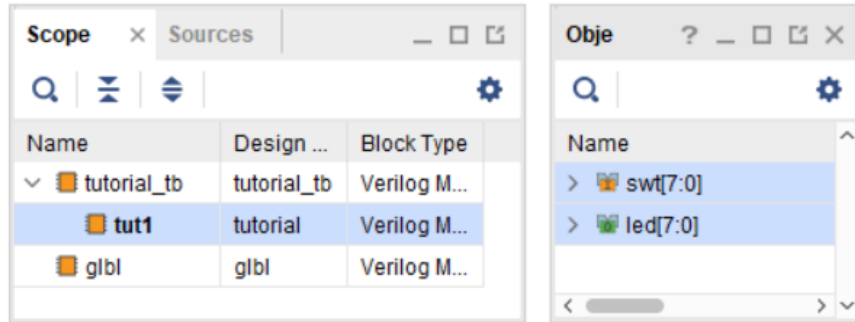 Scope Sources
Name Design ... Block Type
tutorial_tb tutorial_tb Verilog M...
tut1 tutorial Verilog M...
glbl glbl Verilog M...
Obje ?
Name
swt[7:0]
led[7:0]